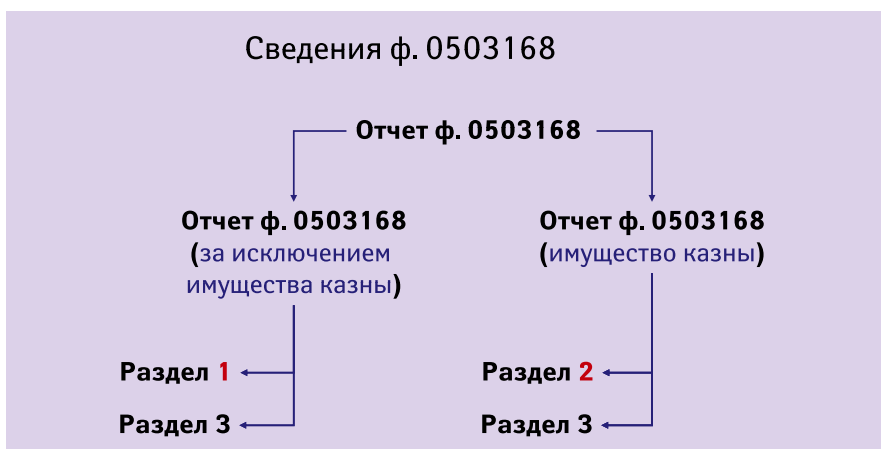 Сведения ф. 0503168
Отчет ф. 0503168
Отчет ф. 0503168
(за исключением
имущества казны)
Отчет ф. 0503168
(имущество казны)
Раздел 1
Раздел 3
Раздел 2
Раздел 3